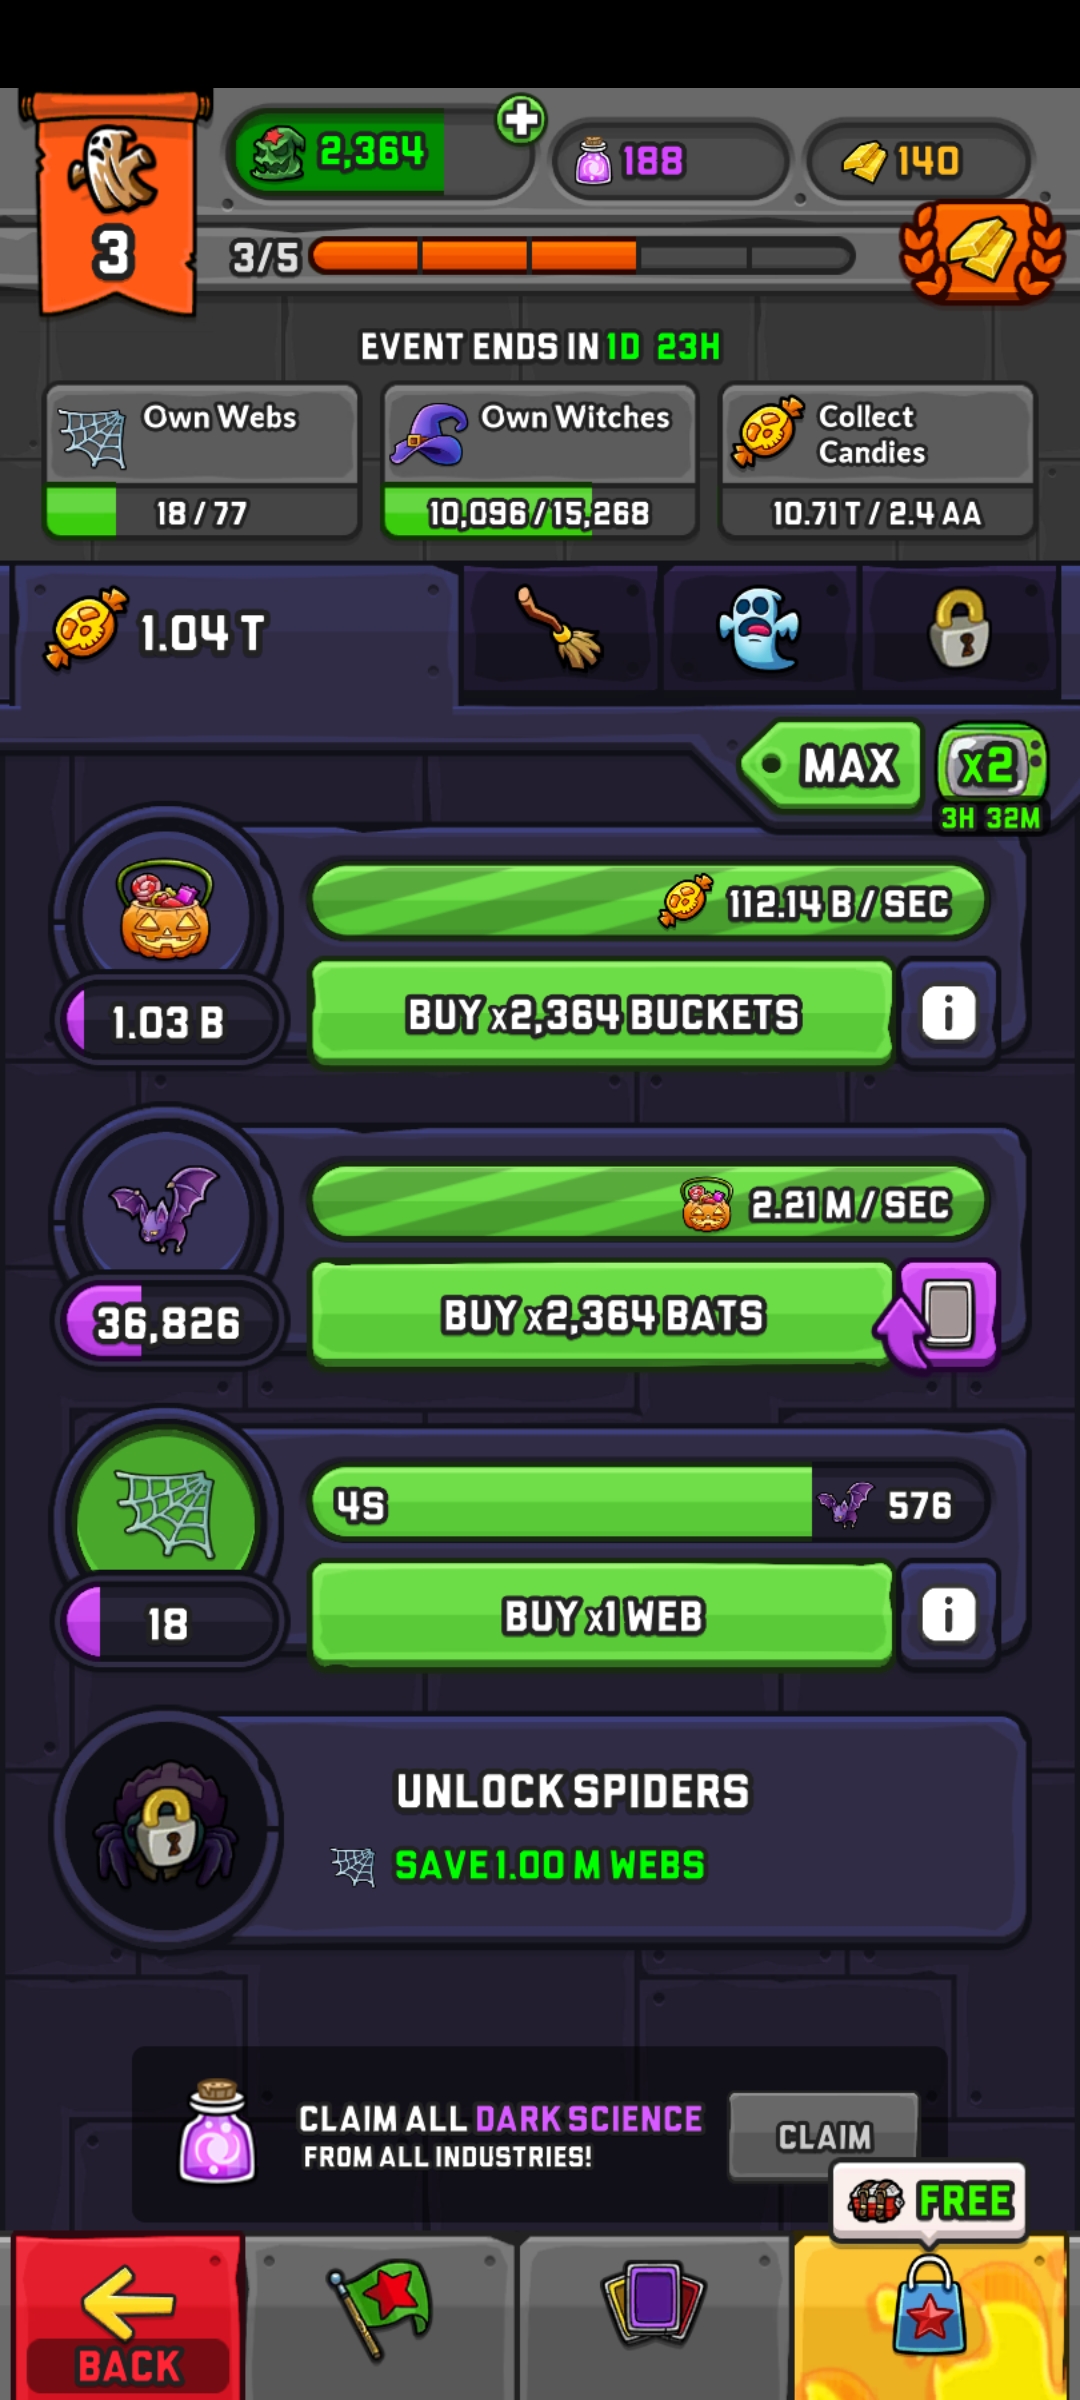 2,364
188
140
3
3/5
EVENT ENDS IN 1D 23H
Own Webs
18/77
Own Witches
10,096/15,268
Collect
Candies
10.71 T / 2.4 AA
1.04 T
MAX
x2
3H 32M
112.14 B / SEC
BUY x2,364 BUCKETS
i
1.03 B
2.21 M / SEC
BUY x2,364 BATS
36,826
4S
576
BUY x1 WEB
i
18
UNLOCK SPIDERS
SAVE 1.00 M WEBS
CLAIM ALL DARK SCIENCE
FROM ALL INDUSTRIES!
CLAIM
FREE
BACK